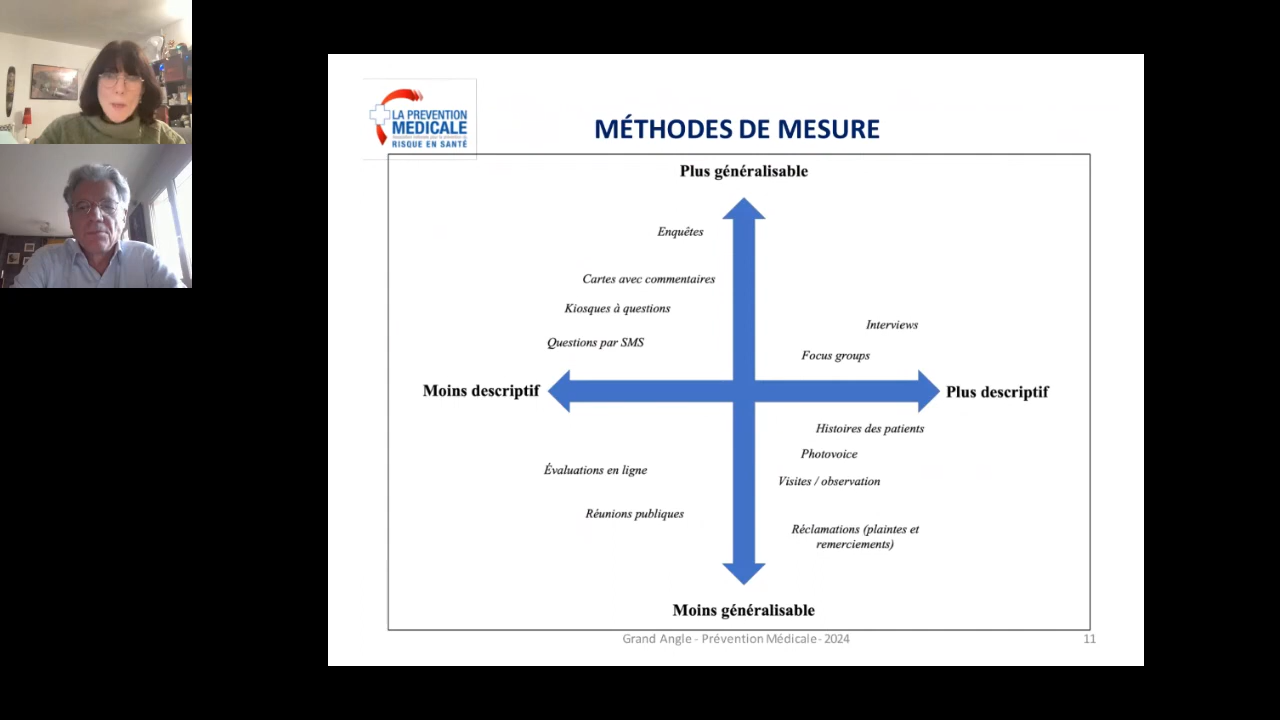 LA PREVENTION
MEDICALE
RISQUE EN SANTÉ
MÉTHODES DE MESURE
Plus généralisable
Enquêtes
Cartes avec commentaires
Kiosques à questions
Interviews
Questions par SMS
Focus groups
Moins descriptif
Plus descriptif
Histoires des patients
Photovoice
Évaluations en ligne
Visites / observation
Réunions publiques
Réclamations (plaintes et
remerciements)
Moins généralisable
Grand Angle - Prévention Médicale - 2024
11